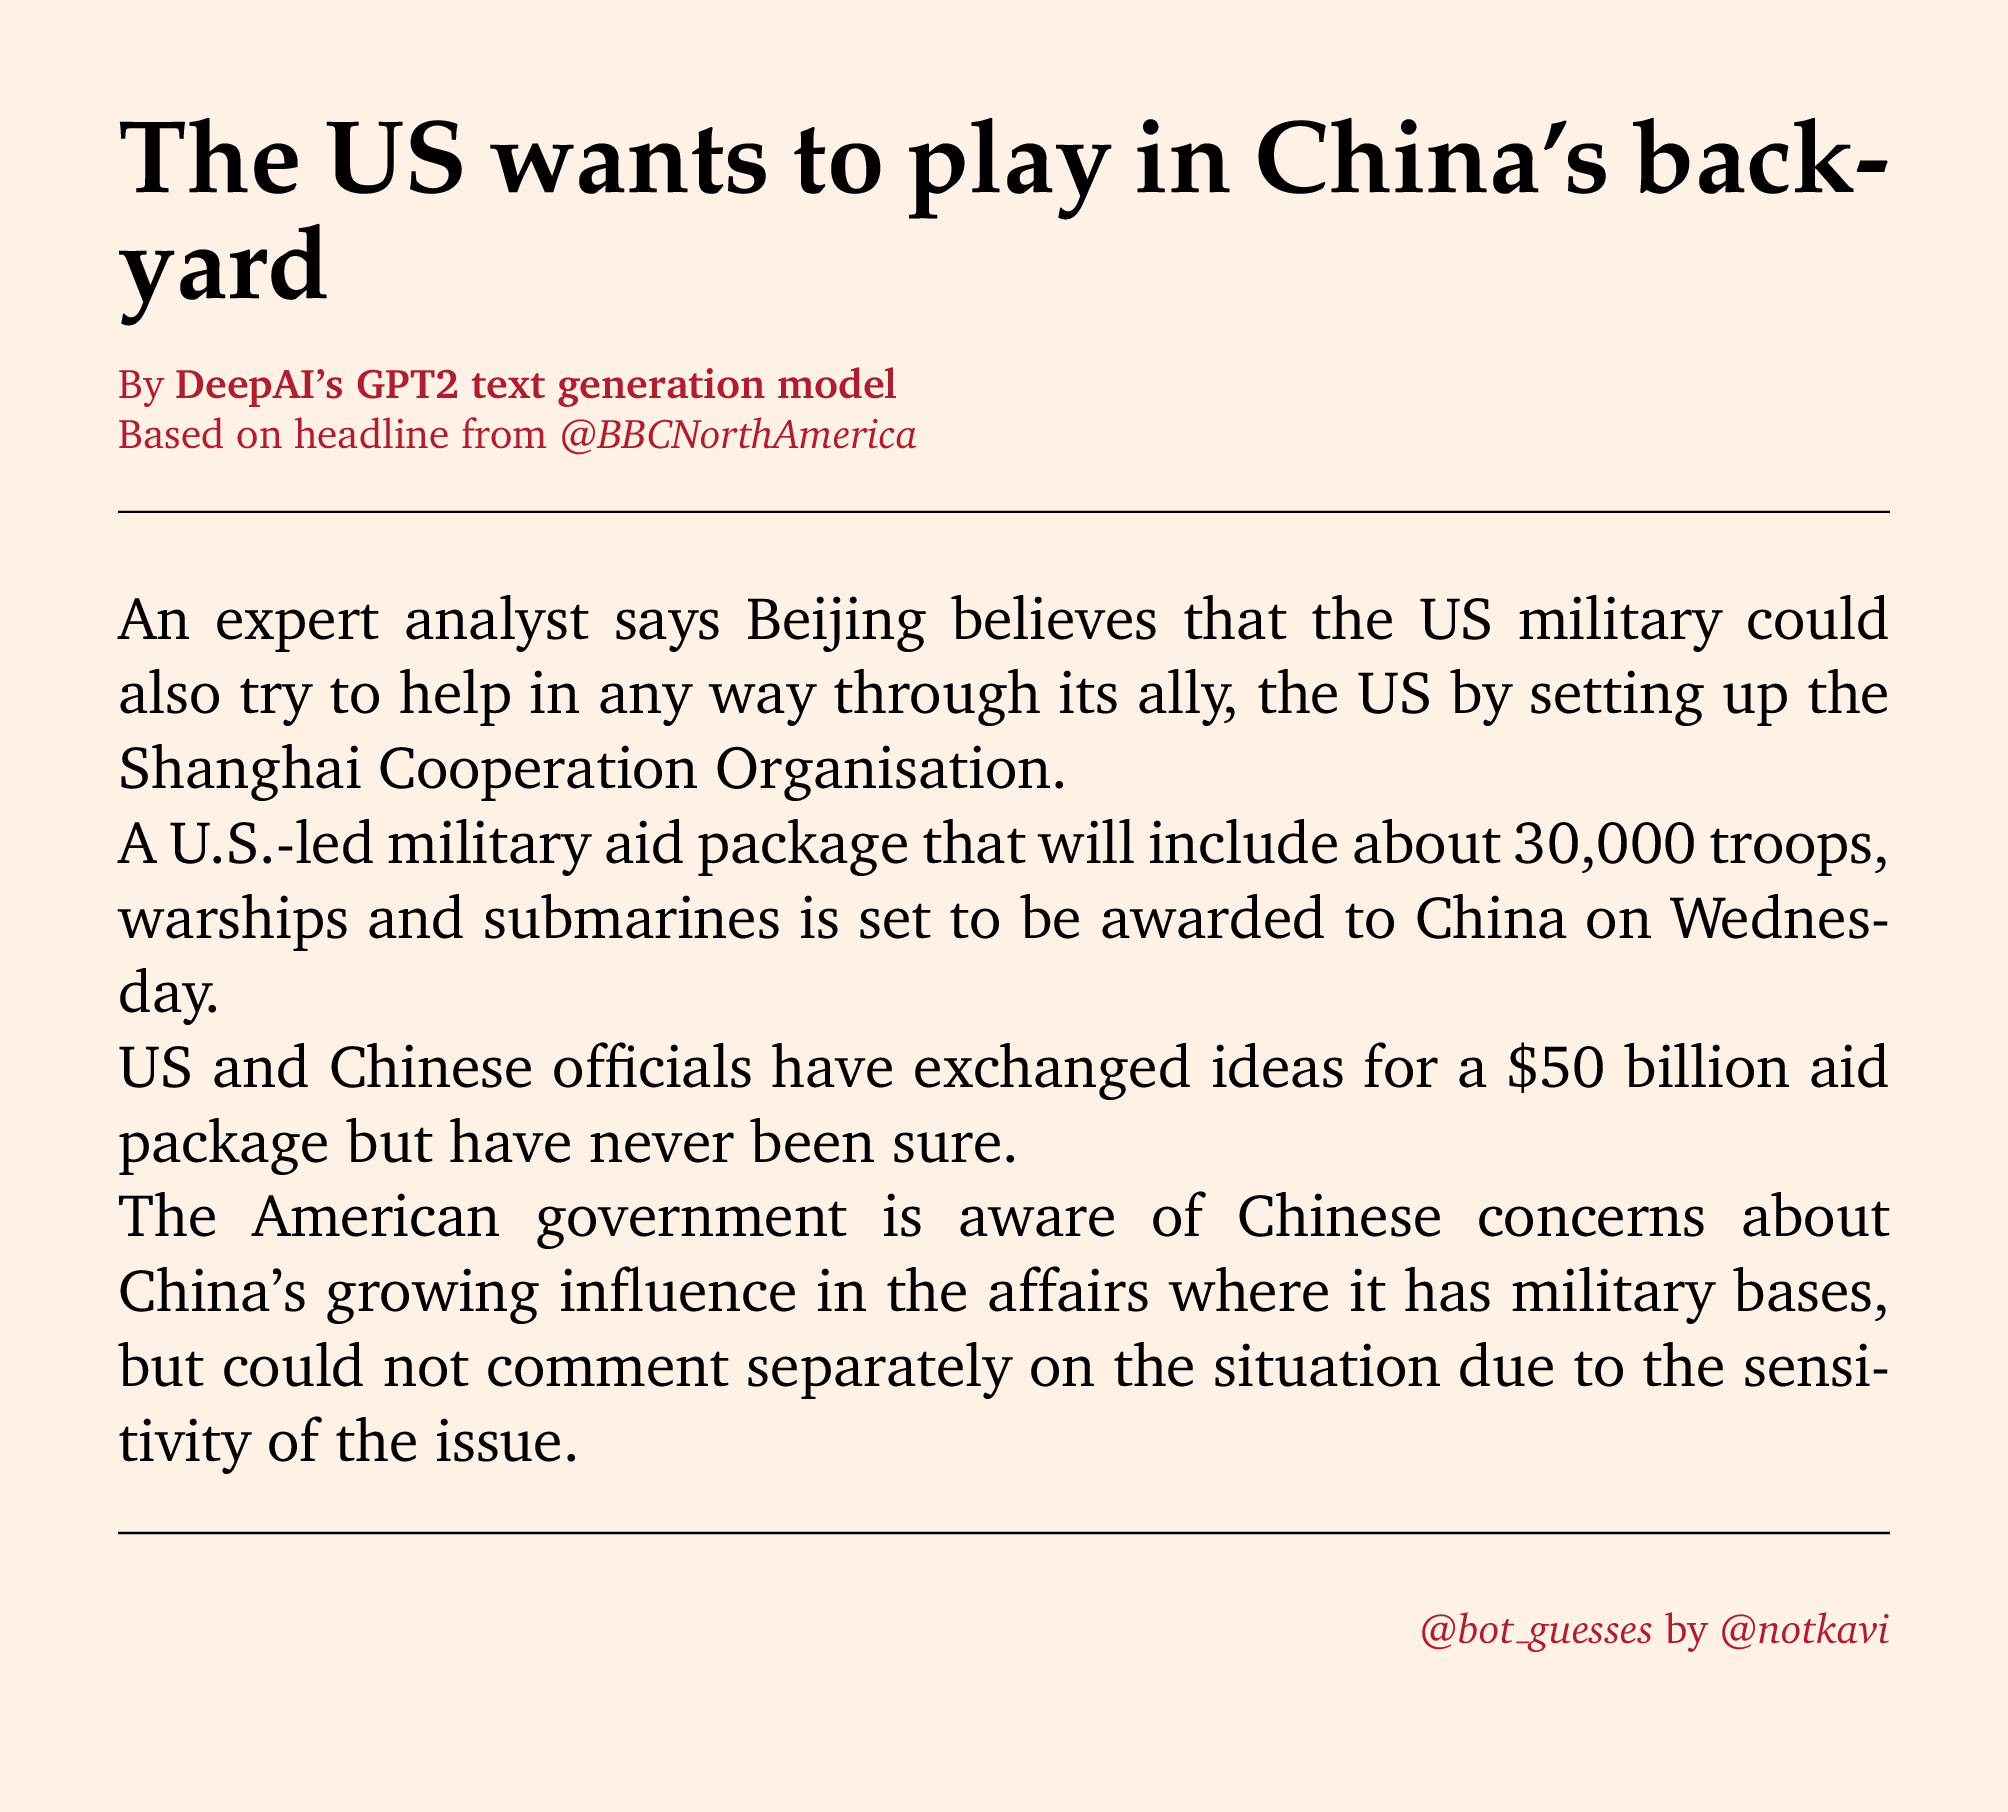 The US wants to play in China’s back-
yard
By DeepAI’s GPT2 text generation model
Based on headline from @BBCNorthAmerica
An expert analyst says Beijing believes that the US military could
also try to help in any way through its ally, the US by setting up the
Shanghai Cooperation Organisation.
A U.S.-led military aid package that will include about 30,000 troops,
warships and submarines is set to be awarded to China on Wednes-
day.
US and Chinese officials have exchanged ideas for a $50 billion aid
package but have never been sure.
The American government is aware of Chinese concerns about
China’s growing influence in the affairs where it has military bases,
but could not comment separately on the situation due to the sensi-
tivity of the issue.
@bot_guesses by @notkavi